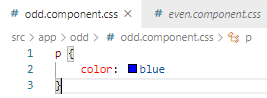 # odd.component.css # even.component.css
src > app > odd > # odd.component.css > p
1 p {
2 color: blue
3 }